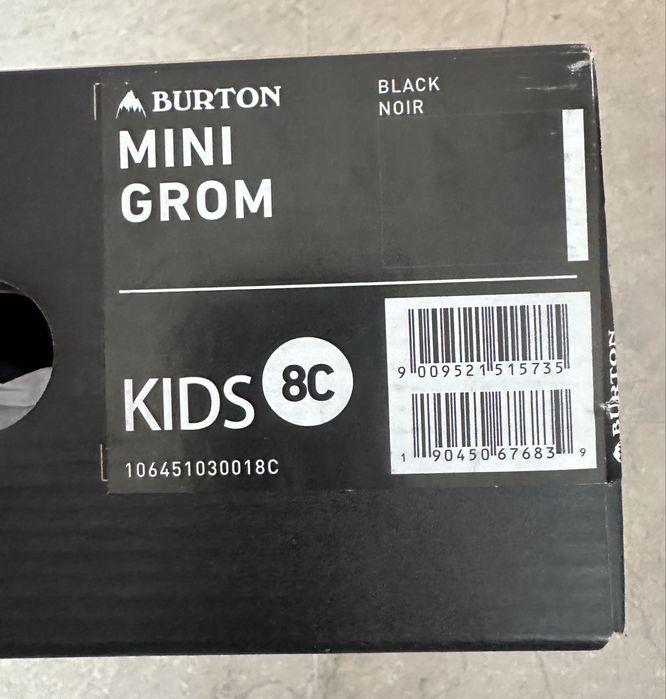 BURTON
MINI
GROM
BLACK
NOIR
KIDS 8C
106451030018C
9 009521 515735
1 90450 67683 9
BURTON